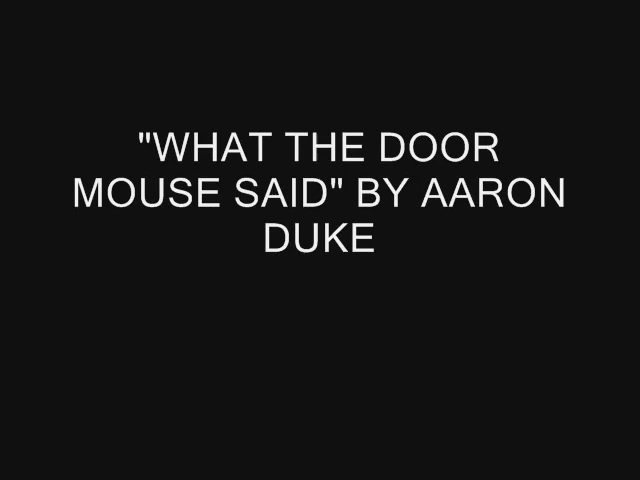 "WHAT THE DOOR
MOUSE SAID" BY AARON
DUKE